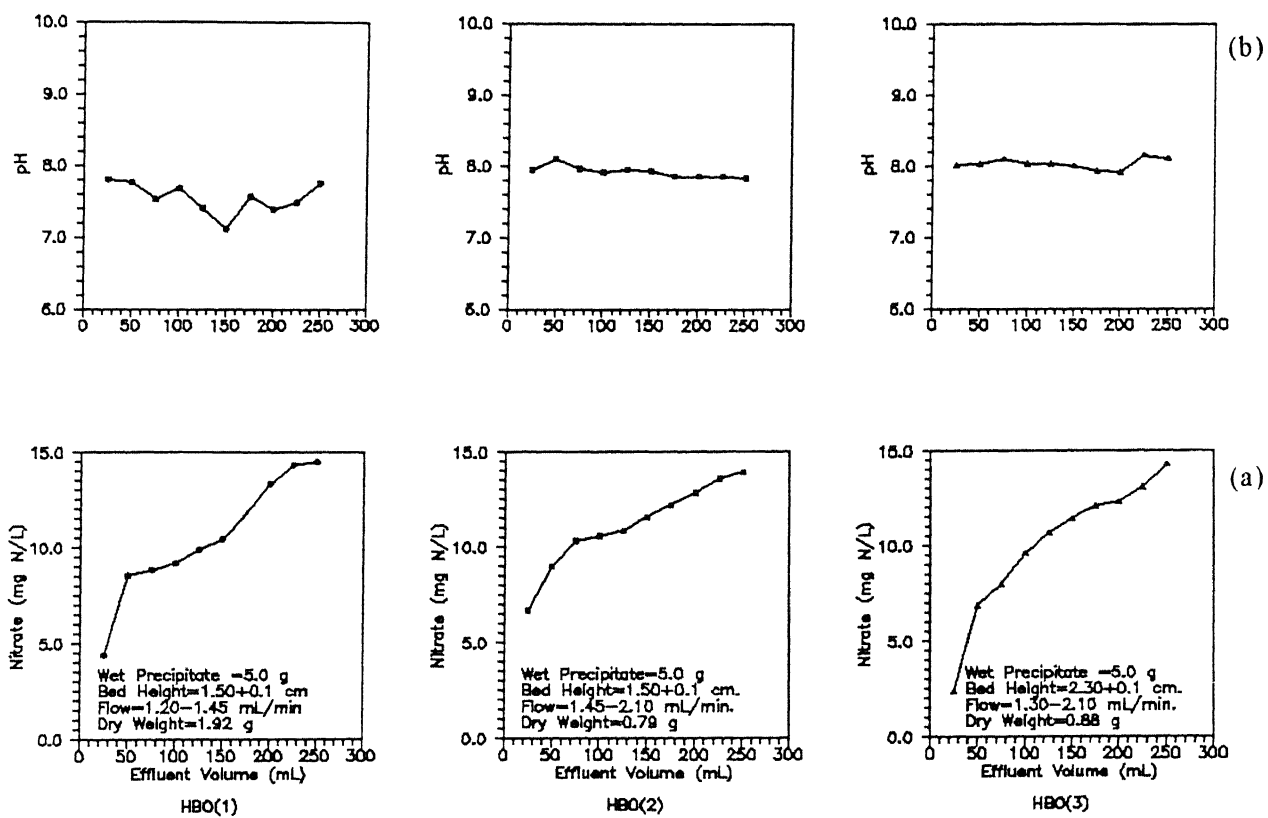 (b)
10.0
9.0
8.0
7.0
6.0
pH
0 50 100 150 200 250 300
10.0
9.0
8.0
7.0
6.0
pH
0 50 100 150 200 250 300
10.0
9.0
8.0
7.0
6.0
pH
0 50 100 150 200 250 300
(a)
15.0
10.0
5.0
0.0
Nitrate (mg N/L)
Wet Precipitate =5.0 g
Bed Height=1.50+0.1 cm
Flow=1.20-1.45 mL/min
Dry Weight=1.92 g
0 50 100 150 200 250 300
Effluent Volume (mL)
HBO(1)
15.0
10.0
5.0
0.0
Nitrate (mg N/L)
Wet Precipitate=5.0 g
Bed Height=1.50+0.1 cm.
Flow=1.45-2.10 mL/min.
Dry Weight=0.79 g
0 50 100 150 200 250 300
Effluent Volume (mL)
HBO(2)
15.0
10.0
5.0
0.0
Nitrate (mg N/L)
Wet Precipitate=5.0 g
Bed Height=2.30+0.1 cm.
Flow=1.30-2.10 mL/min.
Dry Weight=0.88 g
0 50 100 150 200 250 300
Effluent Volume (mL)
HBO(3)